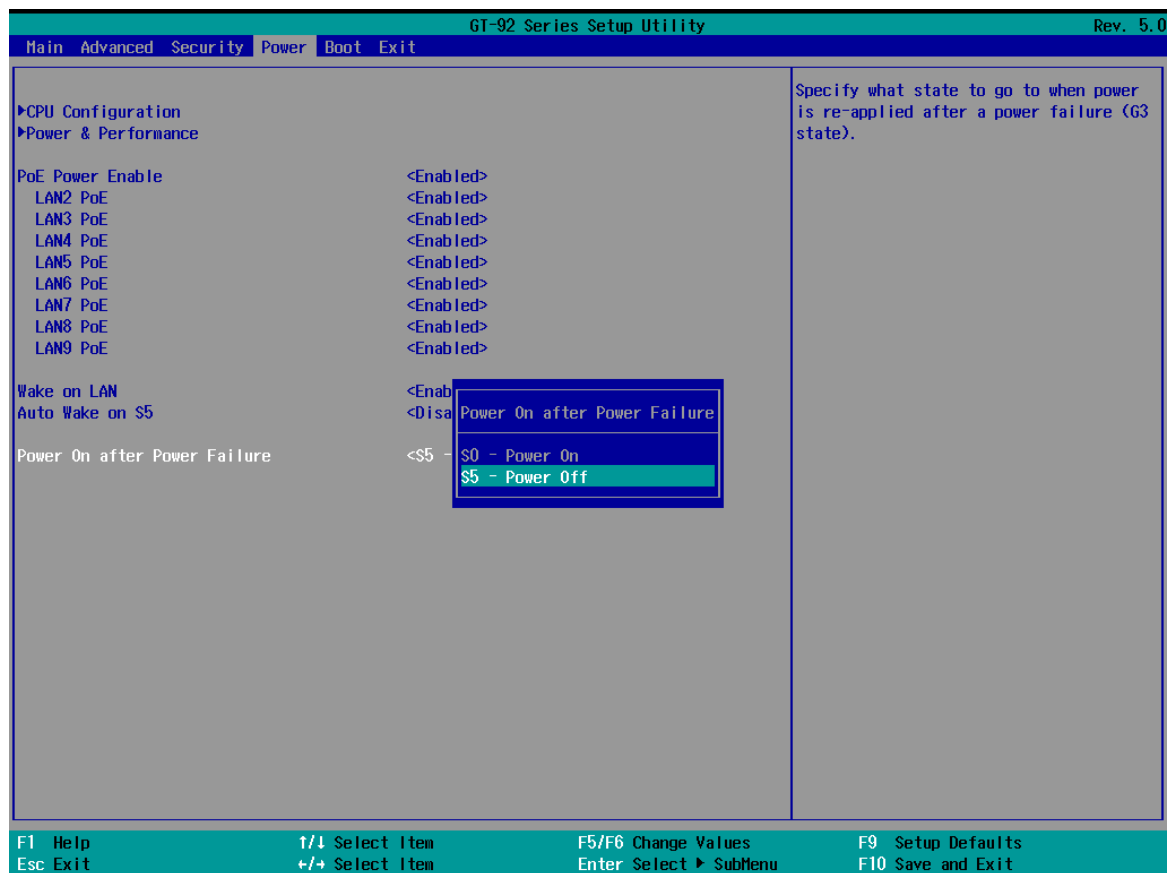 GT-92 Series Setup Utility Rev. 5.0
Main Advanced Security Power Boot Exit
▶CPU Configuration
▶Power & Performance
PoE Power Enable <Enabled>
LAN2 PoE <Enabled>
LAN3 PoE <Enabled>
LAN4 PoE <Enabled>
LAN5 PoE <Enabled>
LAN6 PoE <Enabled>
LAN7 PoE <Enabled>
LAN8 PoE <Enabled>
LAN9 PoE <Enabled>
Wake on LAN <Enab
Auto Wake on S5 <Disa
Power On after Power Failure <S5 -
Power On after Power Failure
S0 - Power On
S5 - Power Off
Specify what state to go to when power
is re-applied after a power failure (G3
state).
F1 Help ↑/↓ Select Item F5/F6 Change Values F9 Setup Defaults
Esc Exit ←/→ Select Item Enter Select ▶ SubMenu F10 Save and Exit